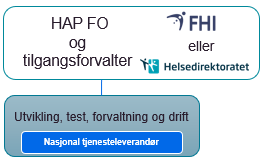 HAP FO
og
tilgangsforvalter
FHI
eller
Helsedirektoratet
Utvikling, test, forvaltning og drift
Nasjonal tjenesteleverandør